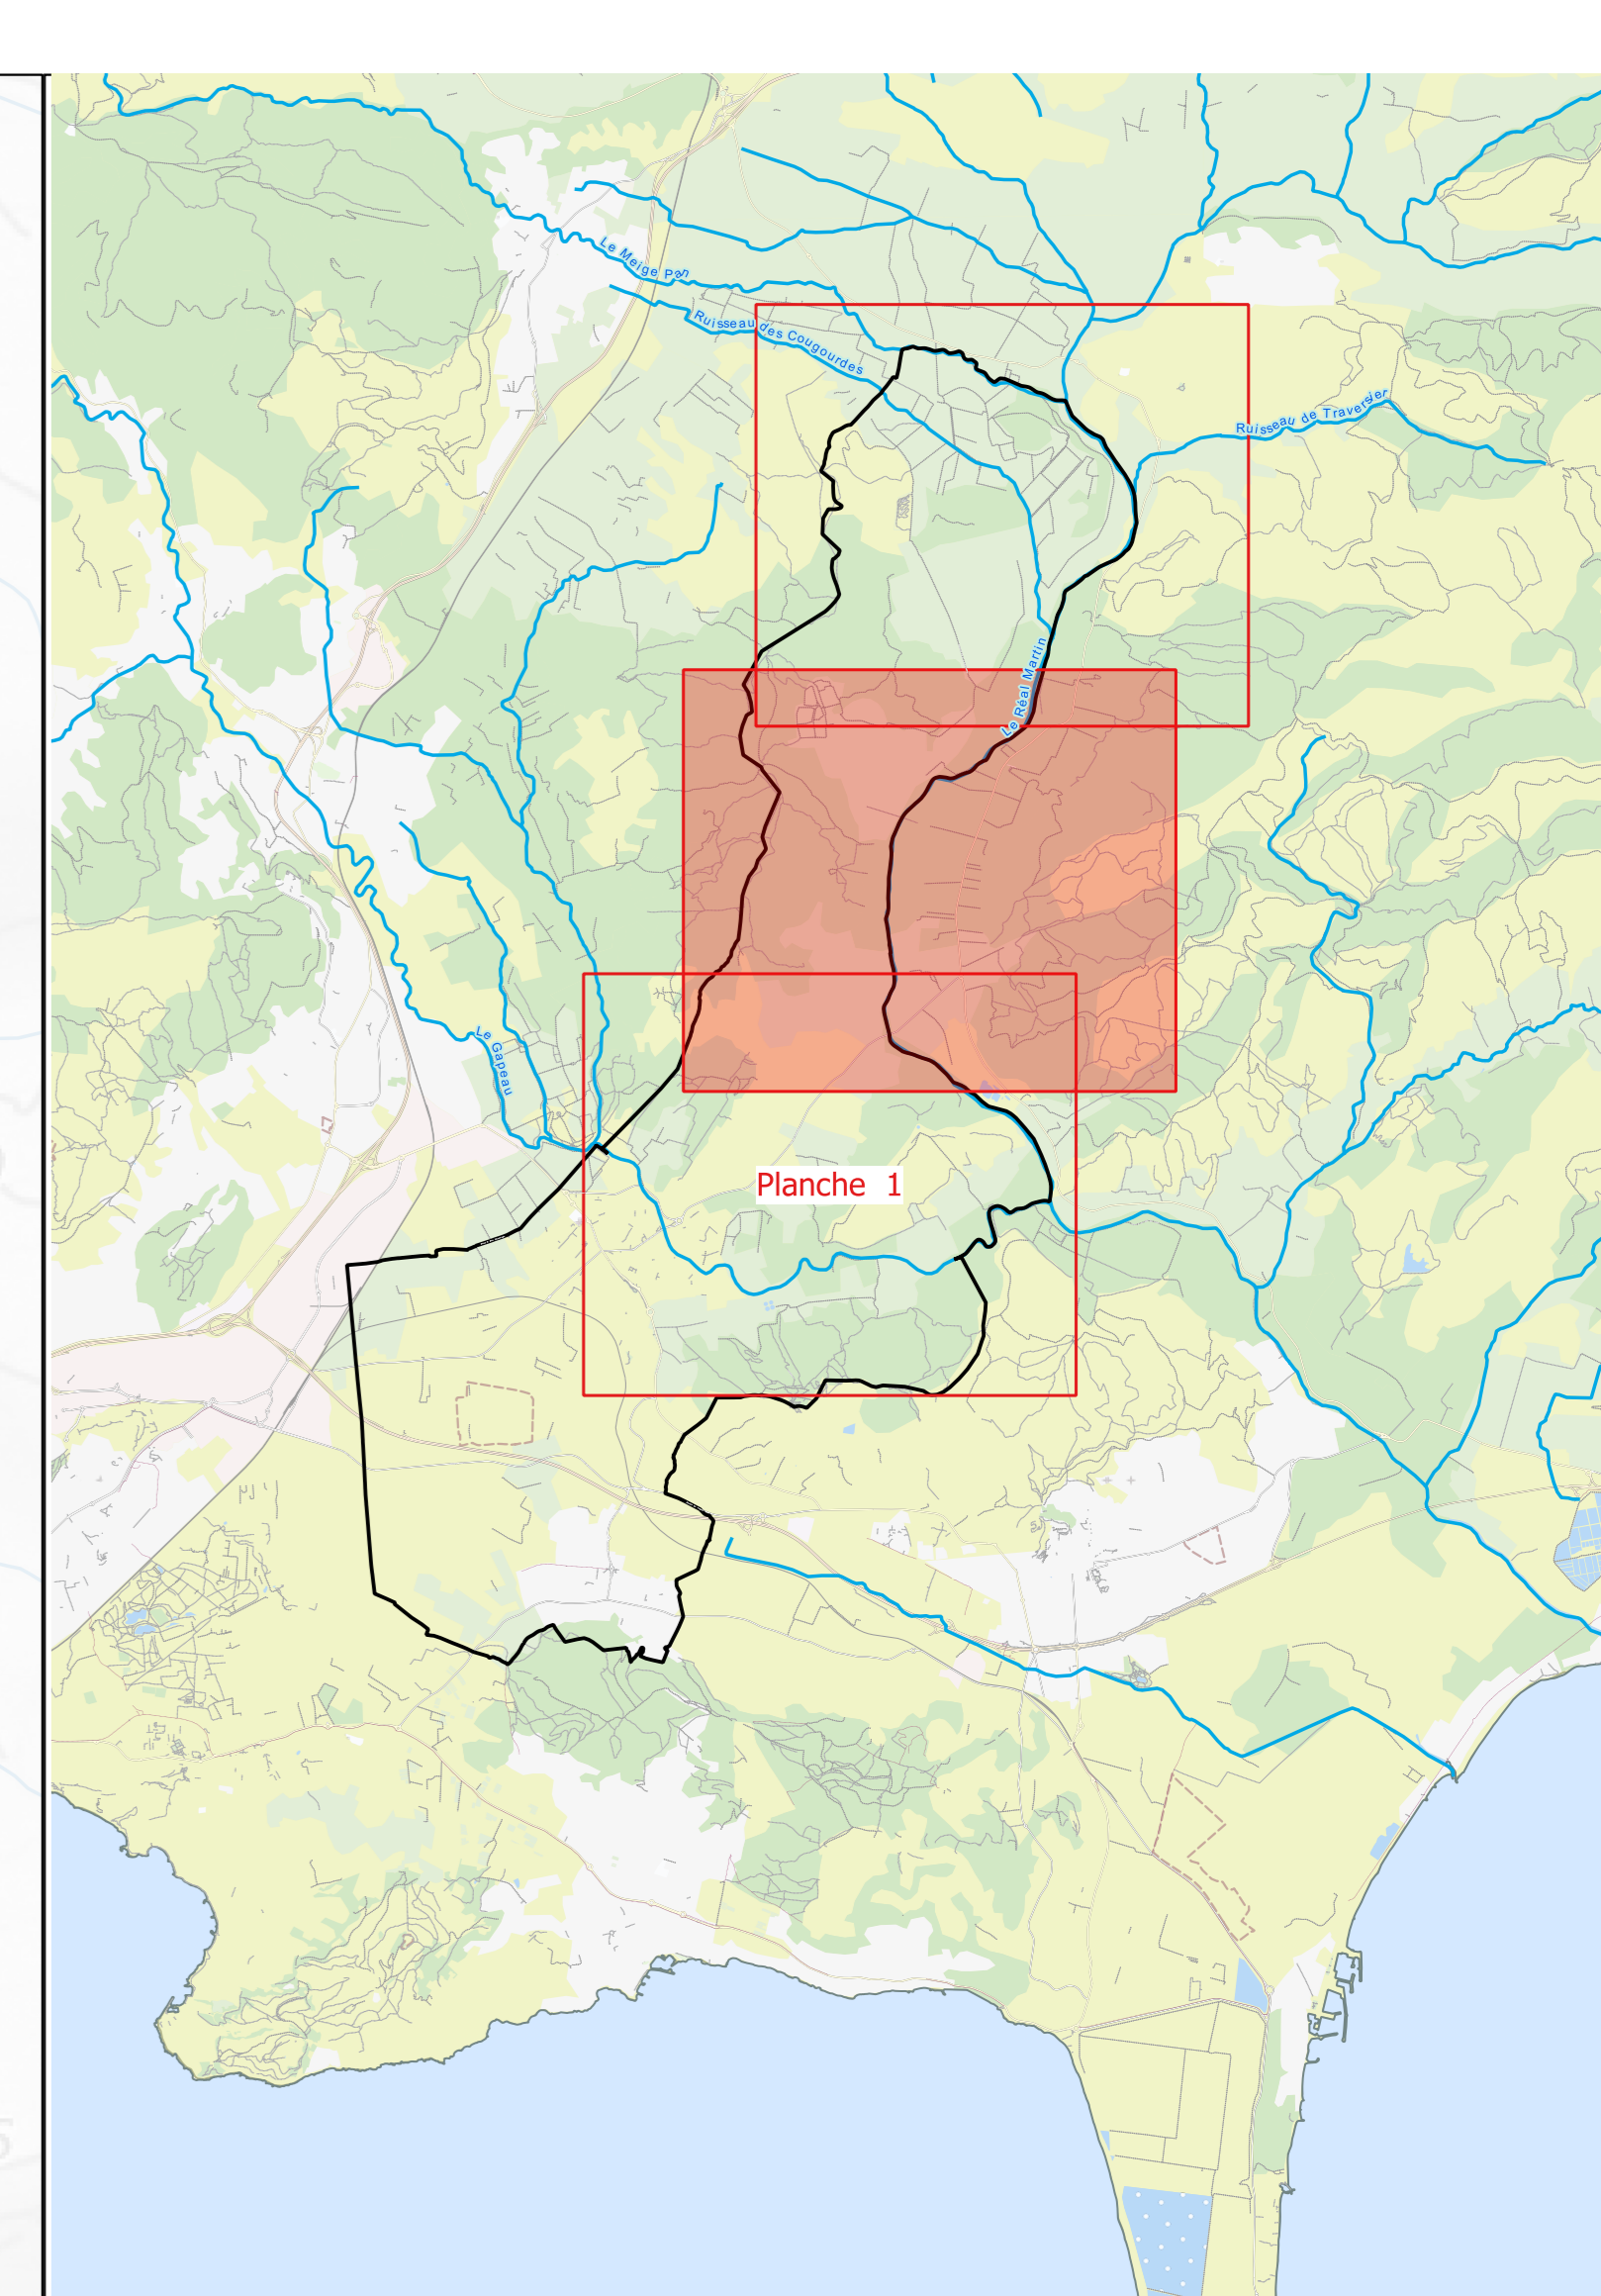 Le Meige Pan
Ruisseau des Cougourdes
Ruisseau de Traversier
Le Réal Martin
Le Gapeau
Planche 1